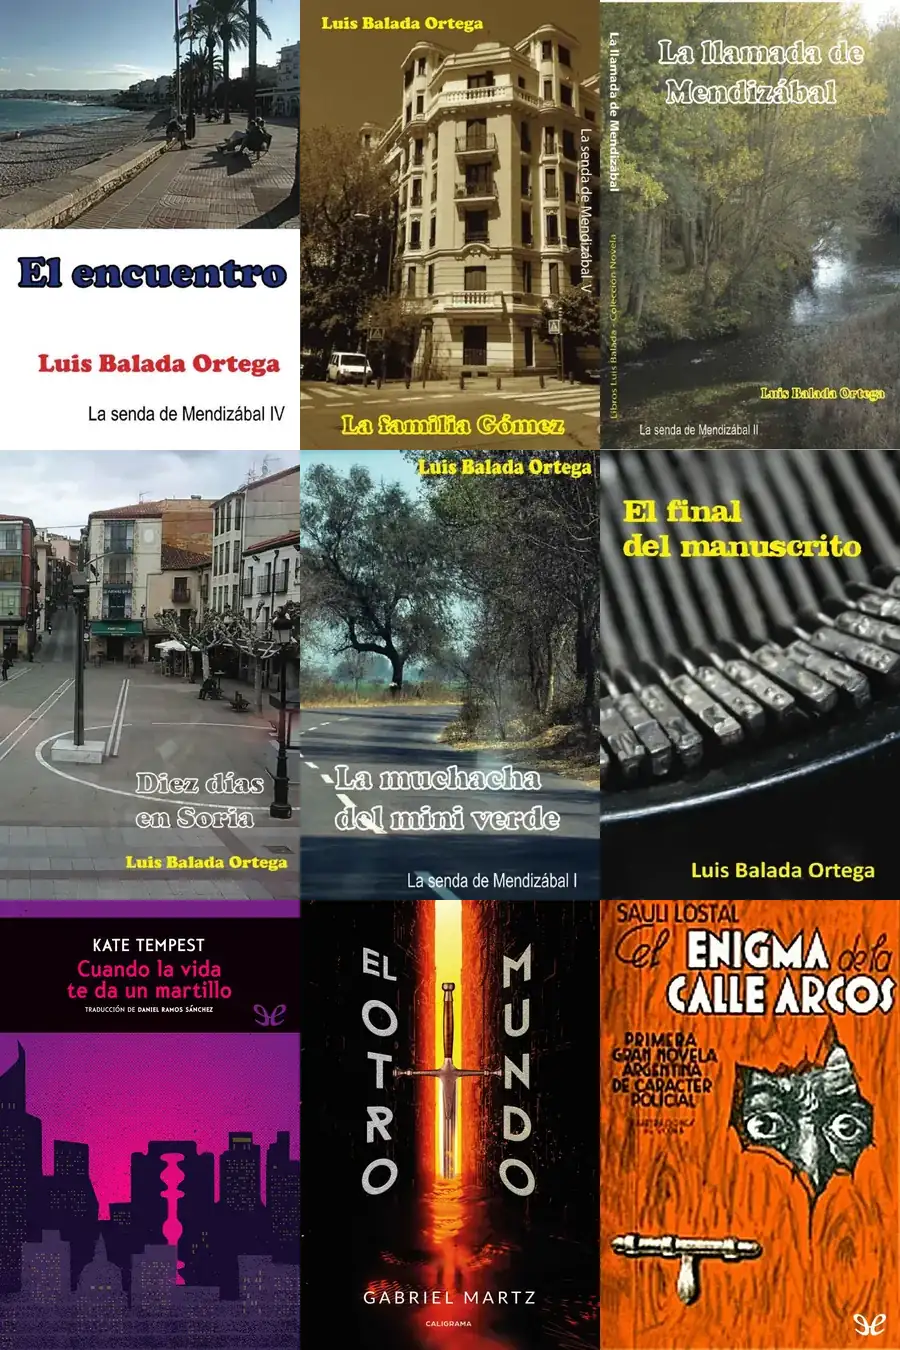 El encuentro
Luis Balada Ortega
La senda de Mendizábal IV
Luis Balada Ortega
La senda de Mendizábal V
La familia Gómez
La llamada de Mendizábal
Libros Luis Balada - Colección Novela
La llamada de
Mendizábal
Luis Balada Ortega
La senda de Mendizábal II
Diez días
en Soria
Luis Balada Ortega
Luis Balada Ortega
La muchacha
del mini verde
La senda de Mendizábal I
El final
del manuscrito
Luis Balada Ortega
KATE TEMPEST
Cuando la vida
te da un martillo
TRADUCCIÓN DE DANIEL RAMOS SÁNCHEZ
EL OTRO
MUNDO
GABRIEL MARTZ
CALIGRAMA
SAULI LOSTAL
el ENIGMA de la
CALLE ARCOS
PRIMERA
GRAN NOVELA
ARGENTINA
DE CARACTER
POLICIAL